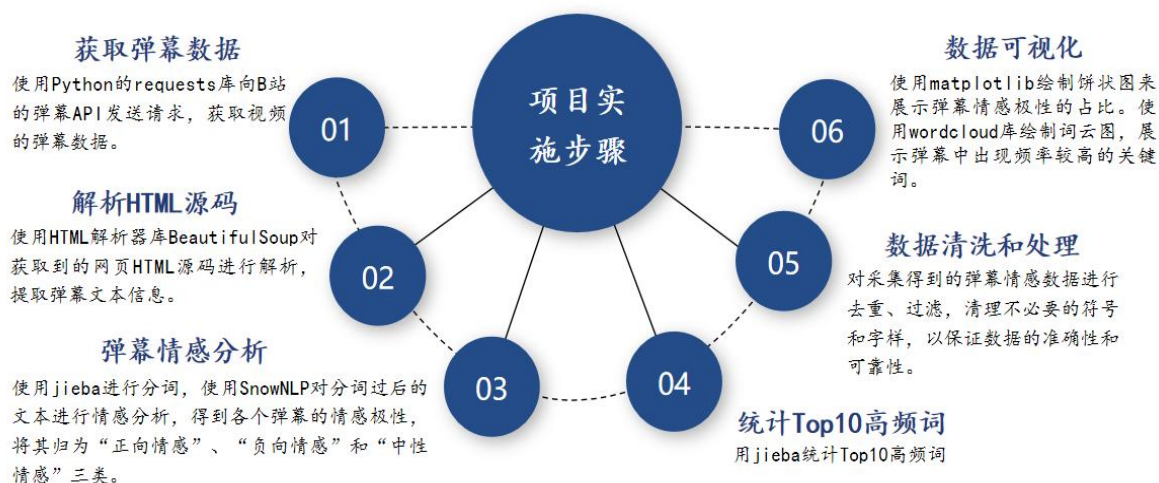 项目实
施步骤
01
获取弹幕数据
使用Python的requests库向B站
的弹幕API发送请求，获取视频
的弹幕数据。
02
解析HTML源码
使用HTML解析器库BeautifulSoup对
获取到的网页HTML源码进行解析，
提取弹幕文本信息。
03
弹幕情感分析
使用jieba进行分词，使用SnowNLP对分词过后的
文本进行情感分析，得到各个弹幕的情感极性，
将其归为“正向情感”、“负向情感”和“中性
情感”三类。
04
统计Top10高频词
用jieba统计Top10高频词
05
数据清洗和处理
对采集得到的弹幕情感数据进行
去重、过滤，清理不必要的符号
和字样，以保证数据的准确性和
可靠性。
06
数据可视化
使用matplotlib绘制饼状图来
展示弹幕情感极性的占比。使
用wordcloud库绘制词云图，展
示弹幕中出现频率较高的关键
词。